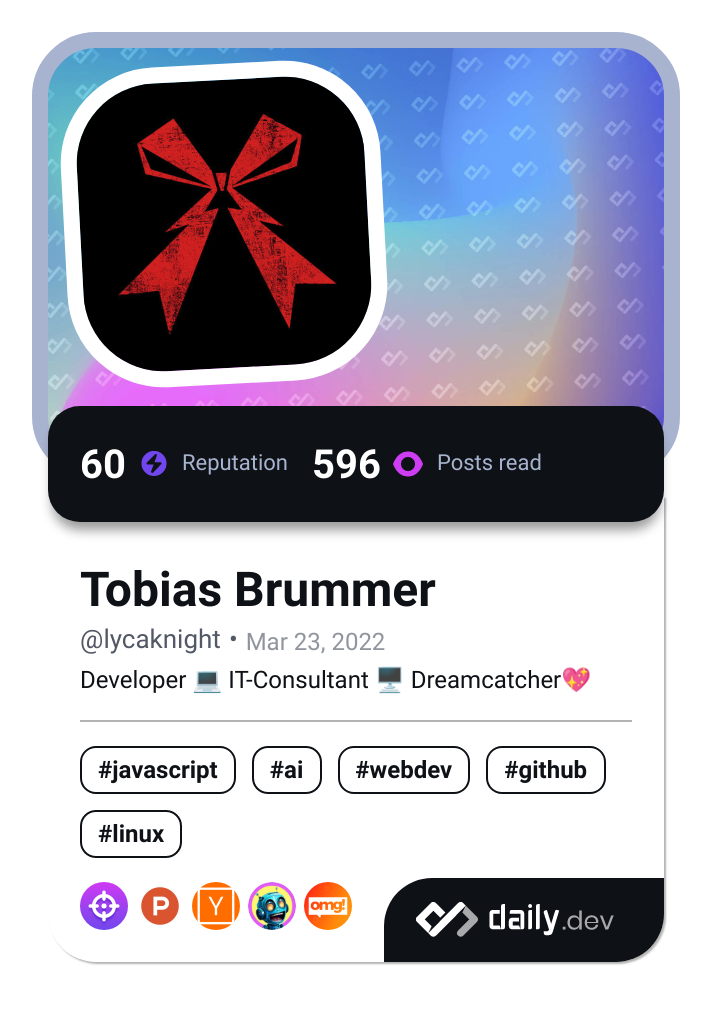 60 Reputation 596 Posts read
Tobias Brummer
@lycaknight • Mar 23, 2022
Developer 💻 IT-Consultant 🖥️ Dreamcatcher💖
#javascript #ai #webdev #github
#linux
P Y omg!
daily.dev